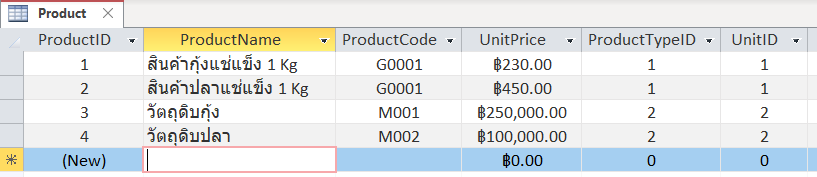 Product
ProductID ProductName ProductCode UnitPrice ProductTypeID UnitID
1 สินค้ากุ้งแช่แข็ง 1 Kg G0001 ฿230.00 1 1
2 สินค้าปลาแช่แข็ง 1 Kg G0001 ฿450.00 1 1
3 วัตถุดิบกุ้ง M001 ฿250,000.00 2 2
4 วัตถุดิบปลา M002 ฿100,000.00 2 2
(New) ฿0.00 0 0